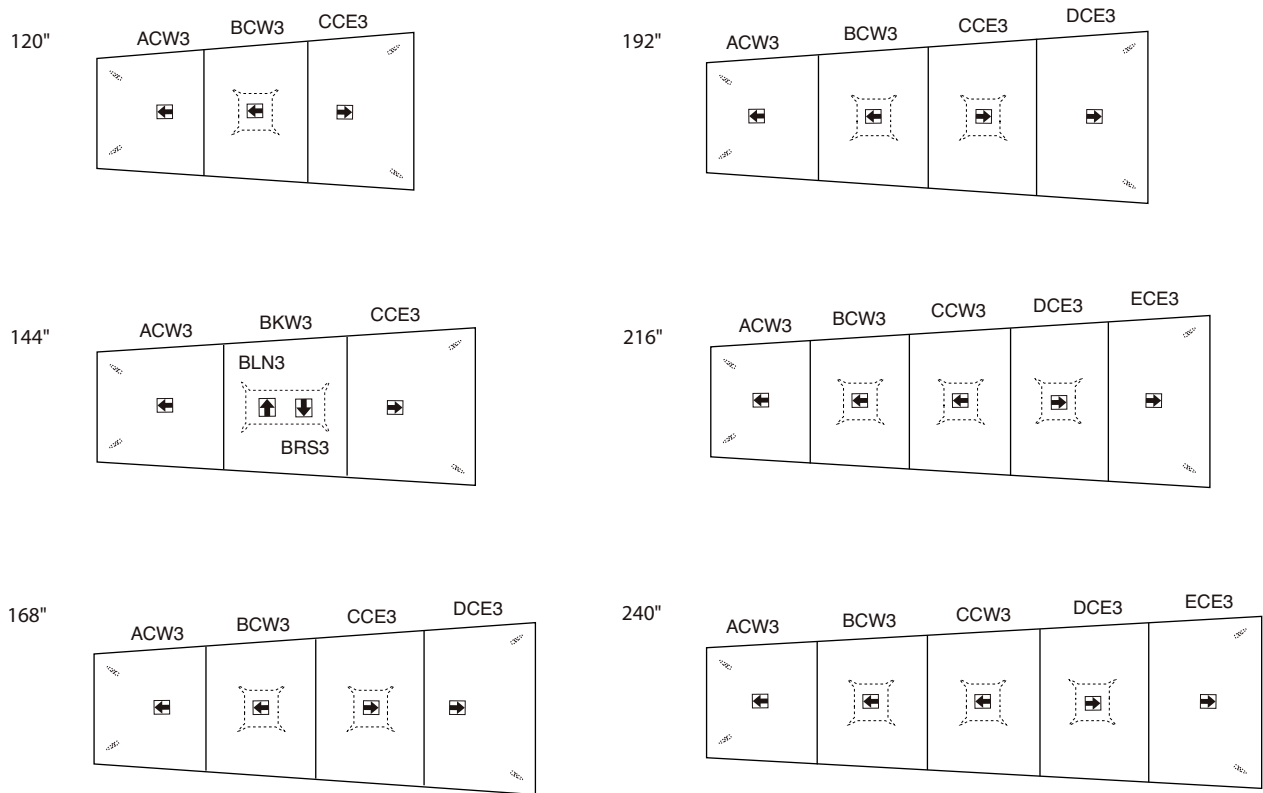 120"
ACW3 BCW3 CCE3
192"
ACW3 BCW3 CCE3 DCE3
144"
ACW3 BKW3 CCE3
BLN3
BRS3
216"
ACW3 BCW3 CCW3 DCE3 ECE3
168"
ACW3 BCW3 CCE3 DCE3
240"
ACW3 BCW3 CCW3 DCE3 ECE3